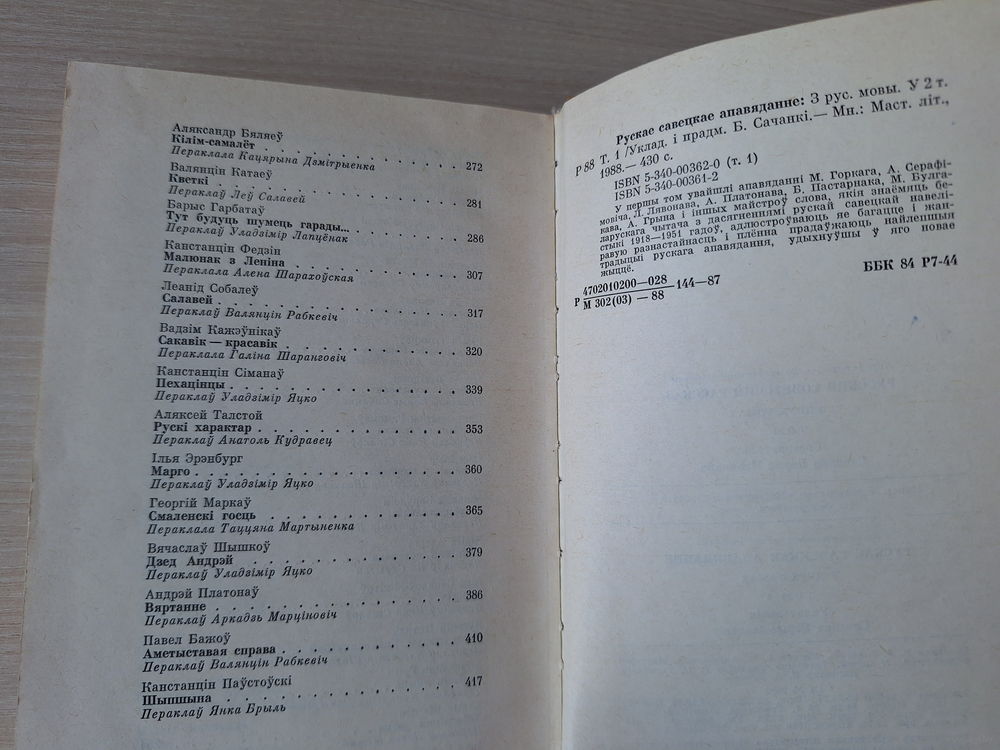 Аляксандр Бяляеў
Кілім-самалёт . . . . . . . . . . . . 272
Пераклала Кацярына Дзмітрыенка
Валянцін Катаеў
Кветкі . . . . . . . . . . . . 281
Пераклаў Леў Салавей
Барыс Гарбатаў
Тут будуць шумець гарады... . . . . . . . . 286
Пераклаў Уладзімір Лапцёнак
Канстанцін Федзін
Малюнак з Леніна . . . . . . . . . . . 307
Пераклала Алена Шарахоўская
Леанід Собалеў
Салавей . . . . . . . . . . . . 317
Пераклаў Валянцін Рабкевіч
Вадзім Кажэўнікаў
Сакавік — красавік . . . . . . . . . . . 320
Пераклала Галіна Шаранговіч
Канстанцін Сіманаў
Пехацінцы . . . . . . . . . . . . 339
Пераклаў Уладзімір Яцко
Аляксей Талстой
Рускі характар . . . . . . . . . . . . 353
Пераклаў Анатоль Кудравец
Ілья Эрэнбург
Марго . . . . . . . . . . . . 360
Пераклаў Уладзімір Яцко
Георгій Маркаў
Смаленскі госць . . . . . . . . . . . 365
Пераклала Таццяна Мартыненка
Вячаслаў Шышкоў
Дзед Андрэй . . . . . . . . . . . . 379
Пераклаў Уладзімір Яцко
Андрэй Платонаў
Вяртанне . . . . . . . . . . . . 386
Пераклаў Аркадзь Марціновіч
Павел Бажоў
Аметыставая справа . . . . . . . . . . . 410
Пераклаў Валянцін Рабкевіч
Канстанцін Паўстоўскі
Шыпшына . . . . . . . . . . . . 417
Пераклаў Янка Брыль
Рускае савецкае апавяданне: З рус. мовы. У 2 т.
Р88 Т. 1 /Уклад. і прадм. Б. Сачанкі.— Мн.: Маст. літ.,
1988.— 430 с.
ISBN 5-340-00362-0 (т. 1)
ISBN 5-340-00361-2
У першы том увайшлі апавяданні М. Горкага, А. Серафі-
мовіча, Л. Лявонава, А. Платонава, Б. Пастарнака, М. Булга-
кава, А. Грына і іншых майстроў слова, якія знаёмяць бе-
ларускага чытача з дасягненнямі рускай савецкай навелі-
стыкі 1918—1951 гадоў, адлюстроўваюць яе багацце і жан-
равую разнастайнасць і плённа прадаўжаюць найлепшыя
традыцыі рускага апавядання, удыхнуўшы ў яго новае
жыццё.
Р 4702010200—028 144—87
М 302(03) — 88
ББК 84 Р7-44